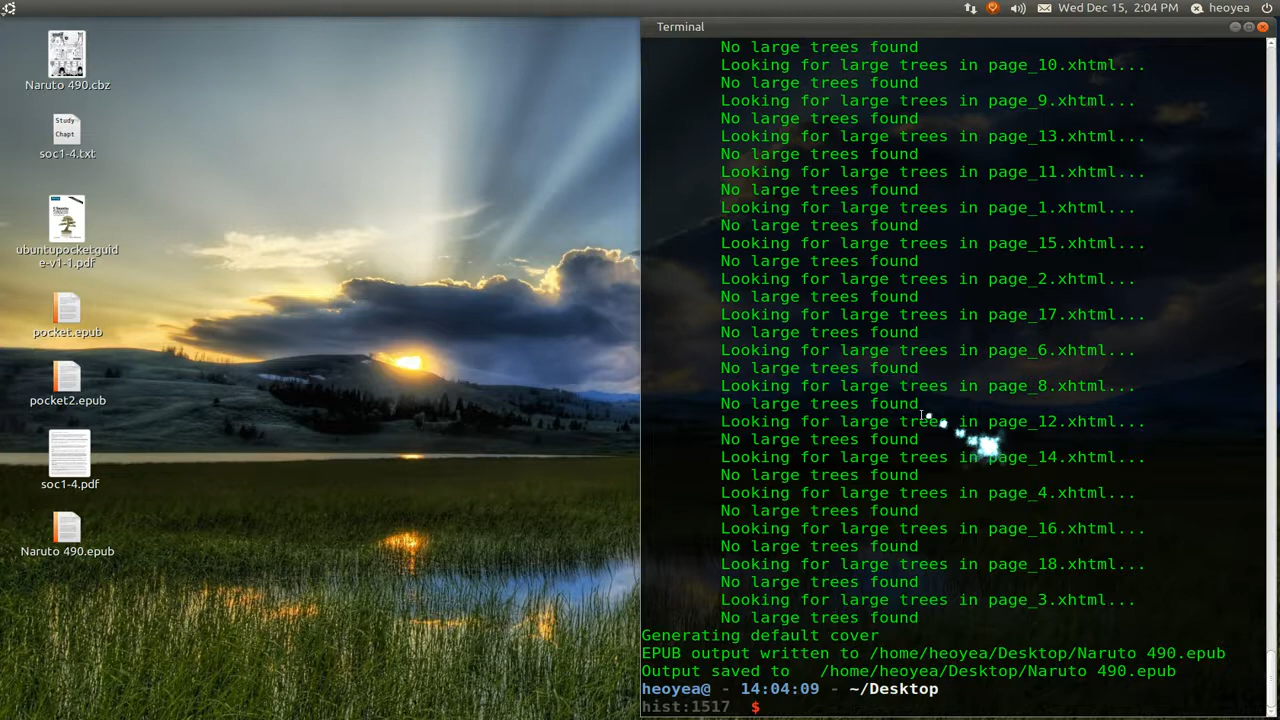 Wed Dec 15, 2:04 PM
heoyea
Naruto 490.cbz
Study
Chapt
soc1-4.txt
ubuntupocketguid
e-v1-1.pdf
pocket.epub
pocket2.epub
soc1-4.pdf
Naruto 490.epub
Terminal
No large trees found
Looking for large trees in page_10.xhtml...
No large trees found
Looking for large trees in page_9.xhtml...
No large trees found
Looking for large trees in page_13.xhtml...
No large trees found
Looking for large trees in page_11.xhtml...
No large trees found
Looking for large trees in page_1.xhtml...
No large trees found
Looking for large trees in page_15.xhtml...
No large trees found
Looking for large trees in page_2.xhtml...
No large trees found
Looking for large trees in page_17.xhtml...
No large trees found
Looking for large trees in page_6.xhtml...
No large trees found
Looking for large trees in page_8.xhtml...
No large trees found
Looking for large trees in page_12.xhtml...
No large trees found
Looking for large trees in page_14.xhtml...
No large trees found
Looking for large trees in page_4.xhtml...
No large trees found
Looking for large trees in page_16.xhtml...
No large trees found
Looking for large trees in page_18.xhtml...
No large trees found
Looking for large trees in page_3.xhtml...
No large trees found
Generating default cover
EPUB output written to /home/heoyea/Desktop/Naruto 490.epub
Output saved to   /home/heoyea/Desktop/Naruto 490.epub
heoyea@ - 14:04:09 - ~/Desktop
hist:1517  $